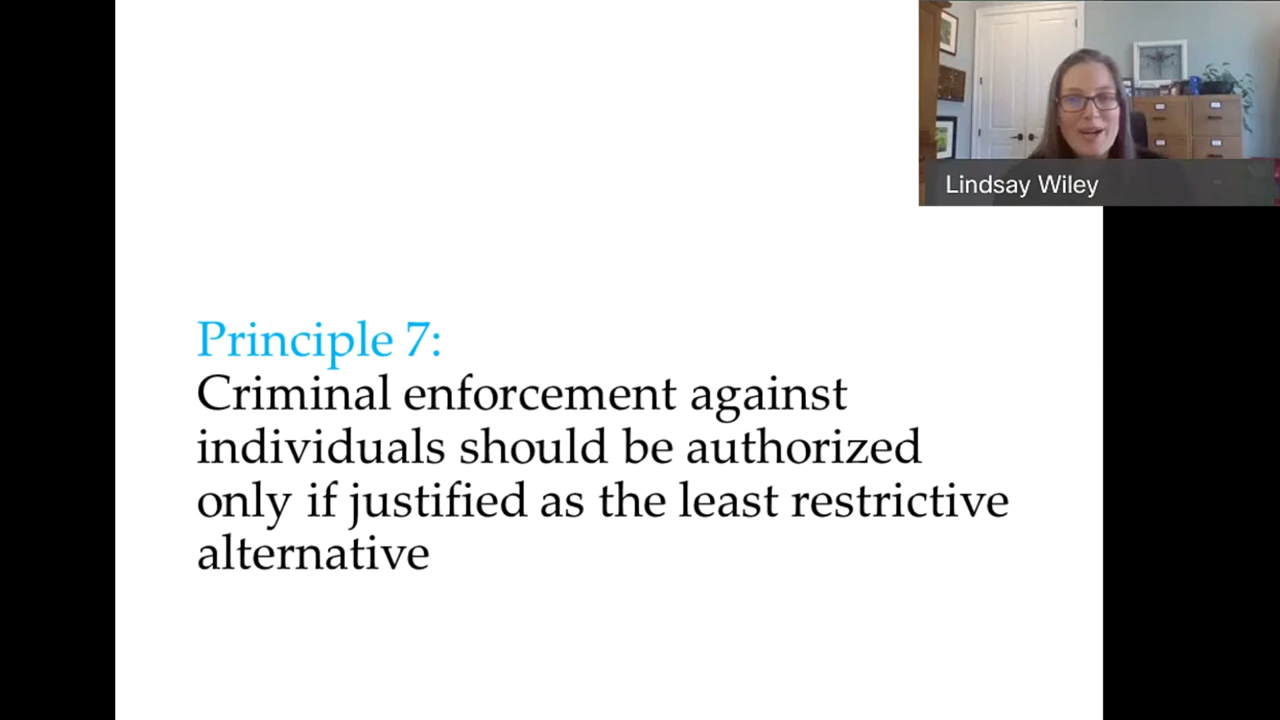 Lindsay Wiley
Principle 7:
Criminal enforcement against
individuals should be authorized
only if justified as the least restrictive
alternative